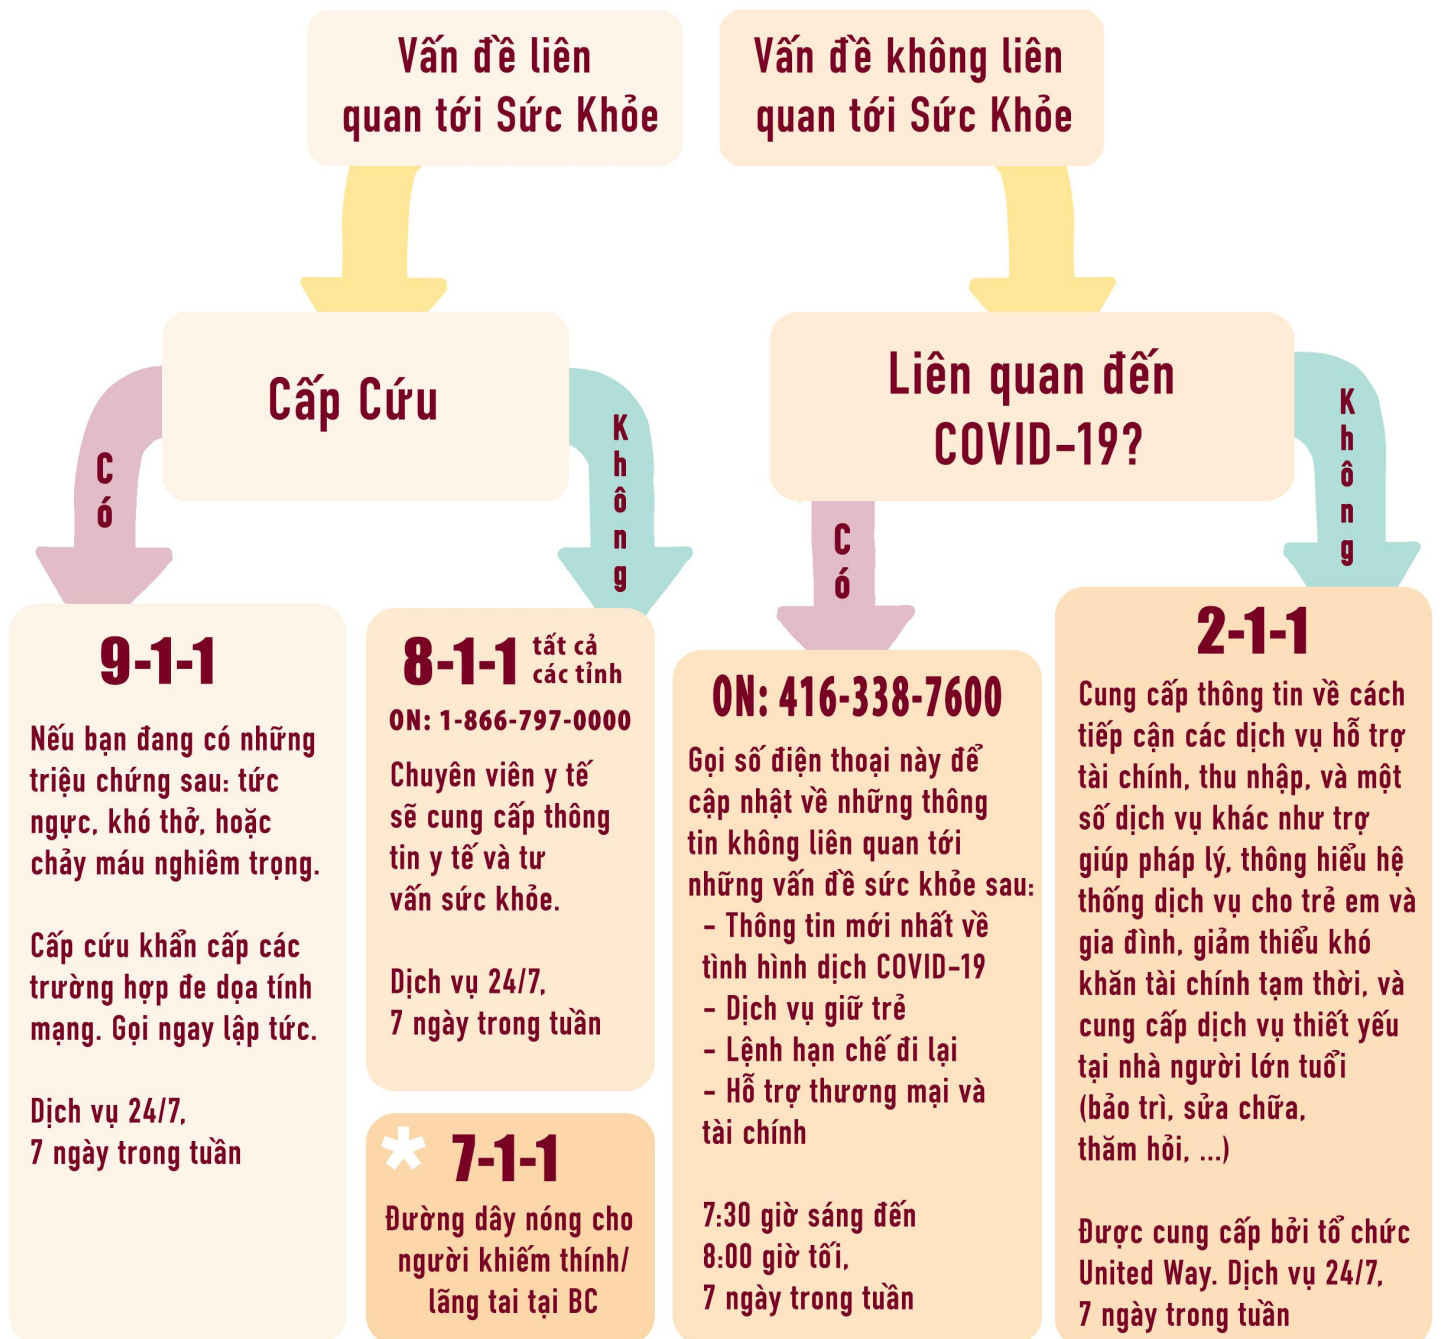 Vấn đề liên
quan tới Sức Khỏe
Vấn đề không liên
quan tới Sức Khỏe
Cấp Cứu
Liên quan đến
COVID-19?
Có
Không
Có
Không
9-1-1
Nếu bạn đang có những
triệu chứng sau: tức
ngực, khó thở, hoặc
chảy máu nghiêm trọng.
Cấp cứu khẩn cấp các
trường hợp đe dọa tính
mạng. Gọi ngay lập tức.
Dịch vụ 24/7,
7 ngày trong tuần
8-1-1 tất cả
các tỉnh
ON: 1-866-797-0000
Chuyên viên y tế
sẽ cung cấp thông
tin y tế và tư
vấn sức khỏe.
Dịch vụ 24/7,
7 ngày trong tuần
* 7-1-1
Đường dây nóng cho
người khiếm thính/
lãng tai tại BC
ON: 416-338-7600
Gọi số điện thoại này để
cập nhật về những thông
tin không liên quan tới
những vấn đề sức khỏe sau:
- Thông tin mới nhất về
tình hình dịch COVID-19
- Dịch vụ giữ trẻ
- Lệnh hạn chế đi lại
- Hỗ trợ thương mại và
tài chính
7:30 giờ sáng đến
8:00 giờ tối,
7 ngày trong tuần
2-1-1
Cung cấp thông tin về cách
tiếp cận các dịch vụ hỗ trợ
tài chính, thu nhập, và một
số dịch vụ khác như trợ
giúp pháp lý, thông hiểu hệ
thống dịch vụ cho trẻ em và
gia đình, giảm thiểu khó
khăn tài chính tạm thời, và
cung cấp dịch vụ thiết yếu
tại nhà người lớn tuổi
(bảo trì, sửa chữa,
thăm hỏi, ...)
Được cung cấp bởi tổ chức
United Way. Dịch vụ 24/7,
7 ngày trong tuần